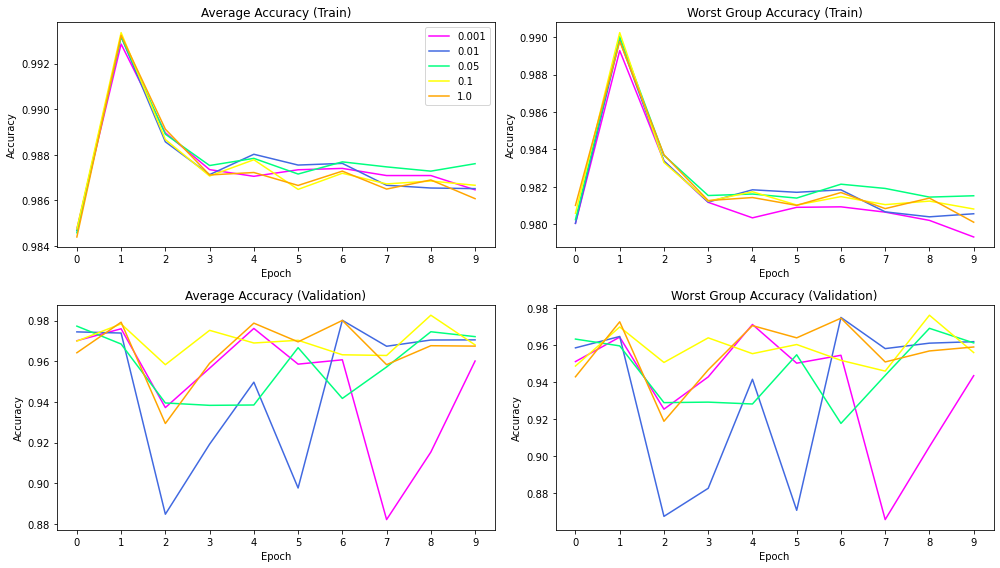 Average Accuracy (Train)
Accuracy
0.992
0.990
0.988
0.986
0.984
0.001
0.01
0.05
0.1
1.0
0 1 2 3 4 5 6 7 8 9
Epoch
Worst Group Accuracy (Train)
Accuracy
0.990
0.988
0.986
0.984
0.982
0.980
0 1 2 3 4 5 6 7 8 9
Epoch
Average Accuracy (Validation)
Accuracy
0.98
0.96
0.94
0.92
0.90
0.88
0 1 2 3 4 5 6 7 8 9
Epoch
Worst Group Accuracy (Validation)
Accuracy
0.98
0.96
0.94
0.92
0.90
0.88
0 1 2 3 4 5 6 7 8 9
Epoch